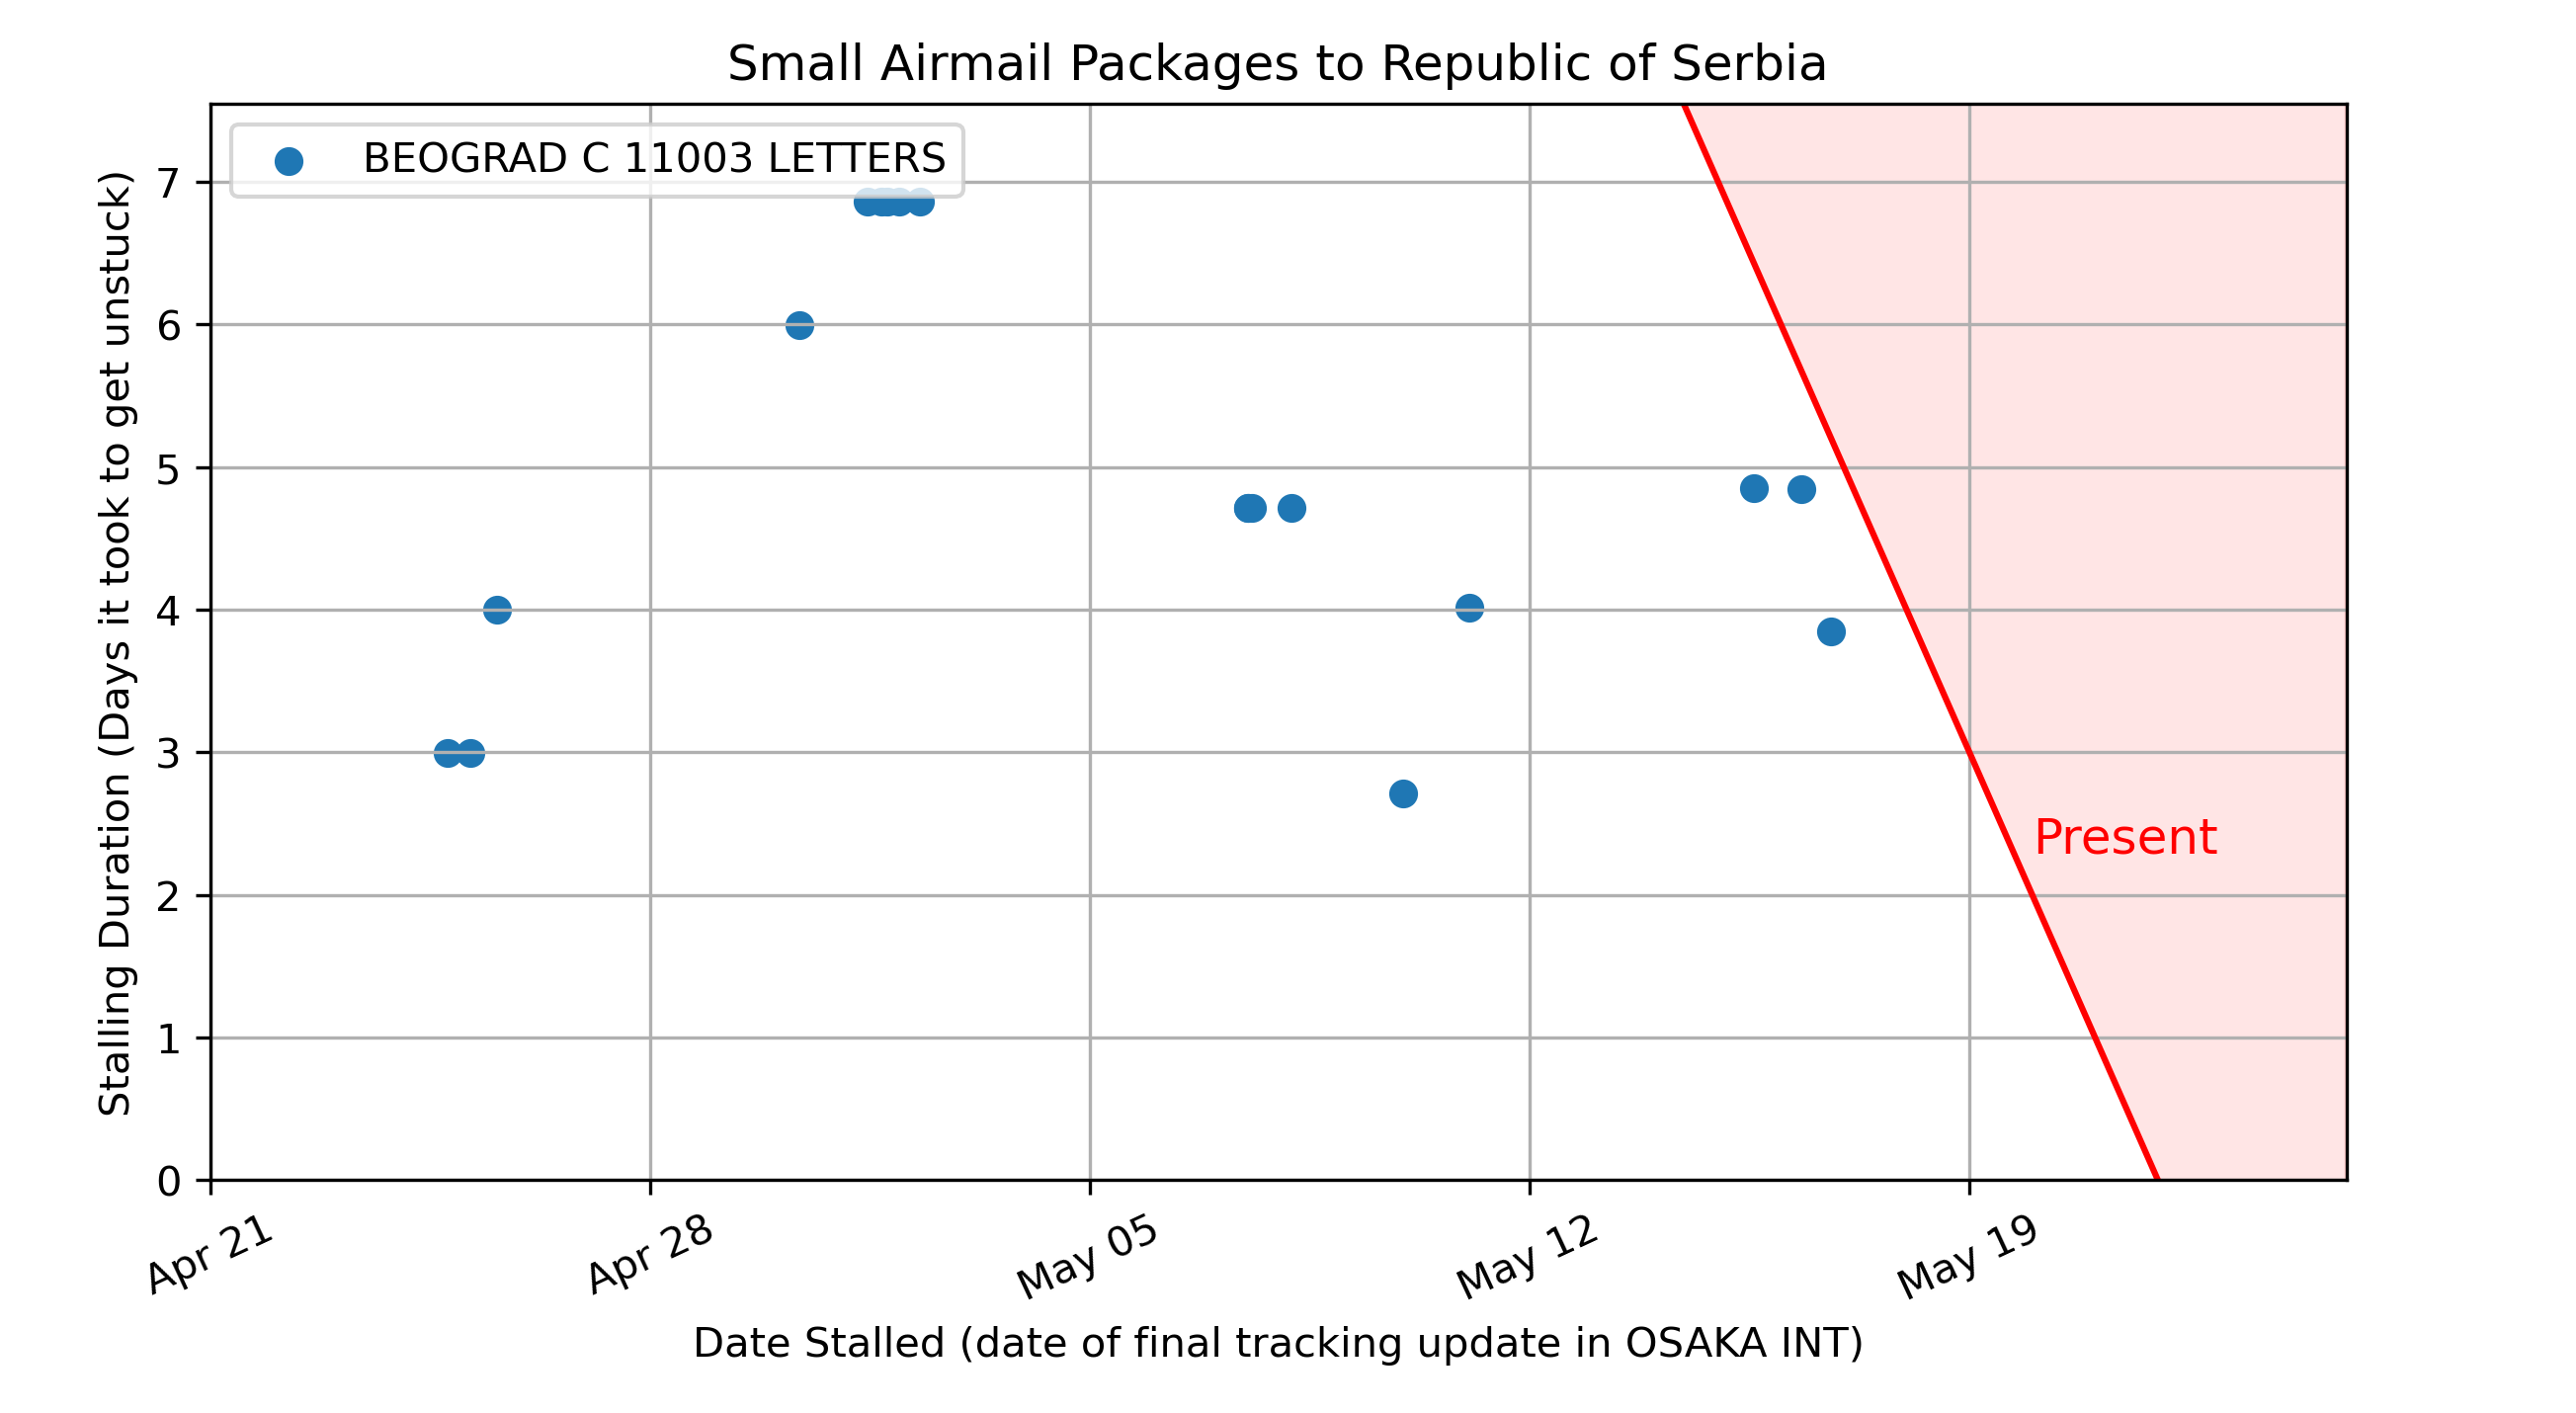 Small Airmail Packages to Republic of Serbia
BEOGRAD C 11003 LETTERS
Stalling Duration (Days it took to get unstuck)
7
6
5
4
3
2
1
0
Present
Apr 21
Apr 28
May 05
May 12
May 19
Date Stalled (date of final tracking update in OSAKA INT)